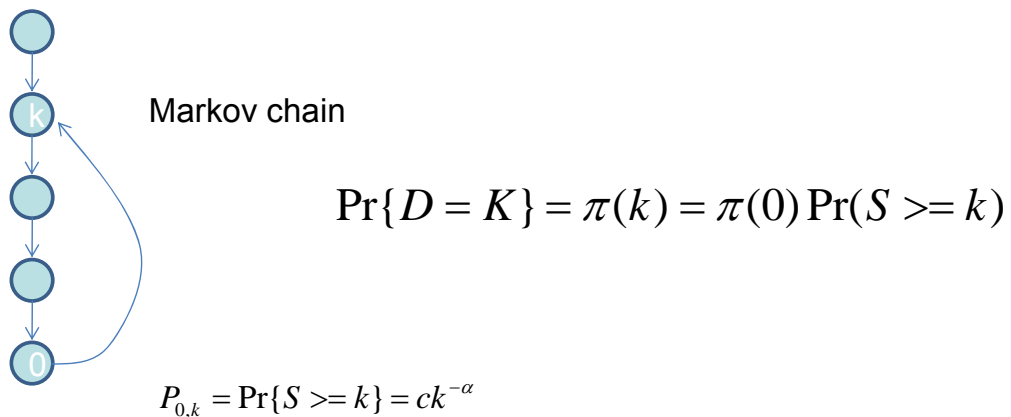 k
Markov chain
Pr{D = K} = π(k) = π(0) Pr(S >= k)
0
P_{0,k} = Pr{S >= k} = ck^{-α}